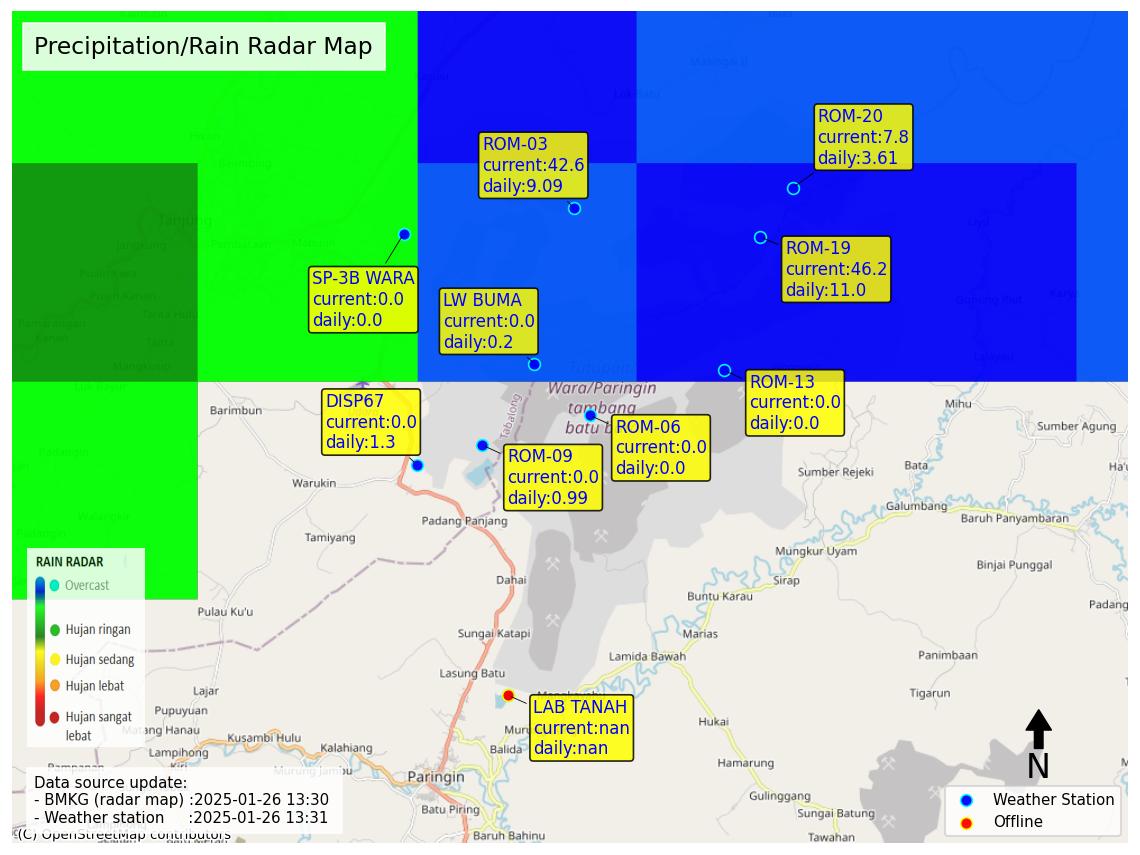 Precipitation/Rain Radar Map
ROM-20
current:7.8
daily:3.61
ROM-03
current:42.6
daily:9.09
Tanjung
ROM-19
current:46.2
daily:11.0
SP-3B WARA
current:0.0
daily:0.0
LW BUMA
current:0.0
daily:0.2
Wara/Paringin
tambang
batu
ROM-13
current:0.0
daily:0.0
DISP67
current:0.0
daily:1.3
Tabalong
ROM-06
current:0.0
daily:0.0
ROM-09
current:0.0
daily:0.99
Barimbun
Mihu
Sumber Agung
Bata
Sumber Rejeki
Warukin
Galumbang
Baruh Panyambaran
Padang Panjang
Tamiyang
Mungkur Uyam
Binjai Punggal
Sirap
Dahai
Buntu Karau
Padang
Pulau Ku'u
Sungai Katapi
Marias
Lamida Bawah
Panimbaan
Lasung Batu
Tigarun
Lajar
Pupuyuan
Matang Hanau
Hukai
Kusambi Hulu
Lampihong
Kalahiang
Balida
Hamarung
Murung Jambu
Paringin
Gulinggang
Batu Piring
Sungai Batung
Baruh Bahinu
Tawahan
LAB TANAH
current:nan
daily:nan
RAIN RADAR
Overcast
Hujan ringan
Hujan sedang
Hujan lebat
Hujan sangat
lebat
Data source update:
- BMKG (radar map) :2025-01-26 13:30
- Weather station :2025-01-26 13:31
(C) OpenStreetMap contributors
N
Weather Station
Offline